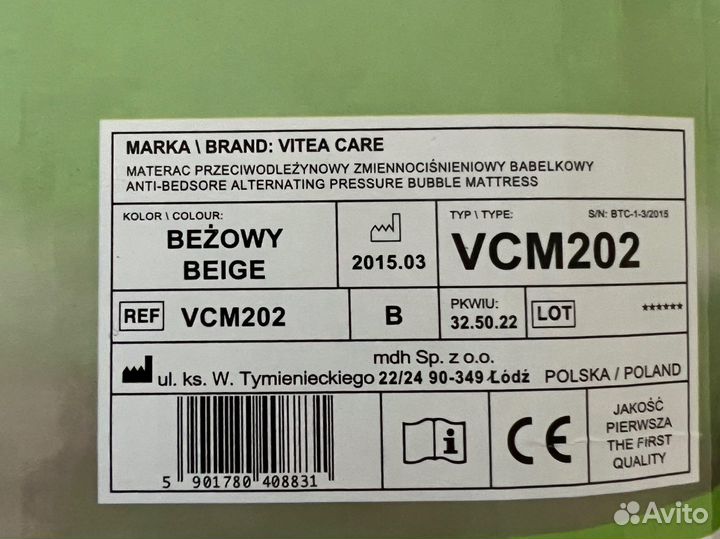 MARKA \ BRAND: VITEA CARE
MATERAC PRZECIWODLEŻYNOWY ZMIENNOCIŚNIENIOWY BABELKOWY
ANTI-BEDSORE ALTERNATING PRESSURE BUBBLE MATTRESS
KOLOR \ COLOUR:
BEŻOWY
BEIGE
2015.03
TYP \ TYPE:
S/N: BTC-1-3/2015
VCM202
REF VCM202
B
PKWIU:
32.50.22
LOT ******
mdh Sp. z o.o.
ul. ks. W. Tymienieckiego 22/24 90-349 Łódź POLSKA / POLAND
5 901780 408831
i
CE
JAKOŚĆ
PIERWSZA
THE FIRST
QUALITY
Avito